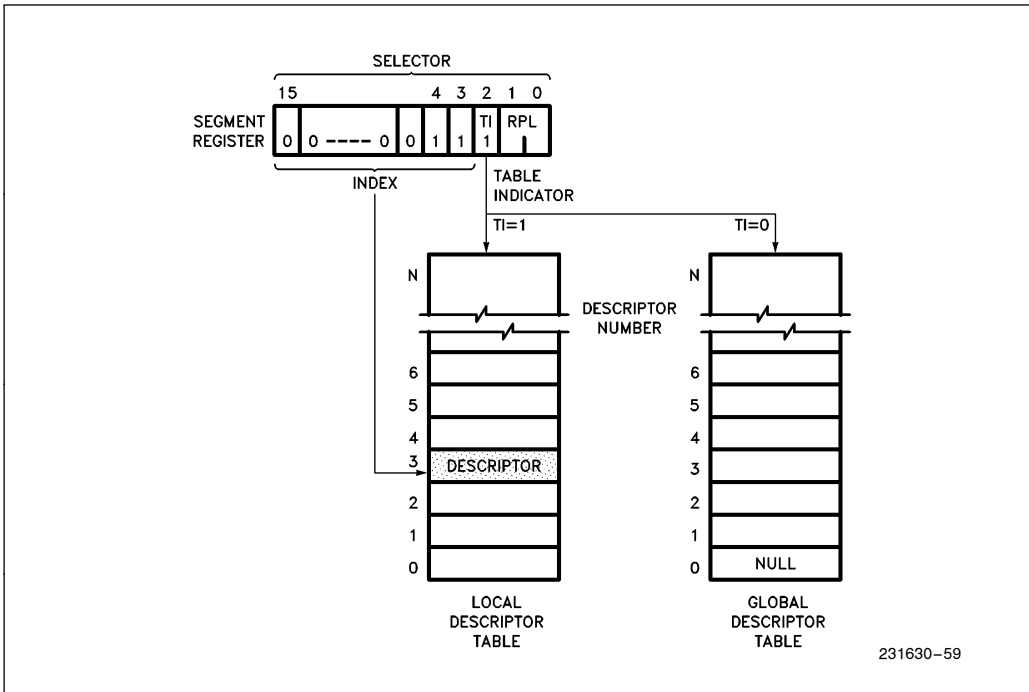 SELECTOR
15 4 3 2 1 0
SEGMENT
REGISTER
TI RPL
0 0 ---- 0 0 1 1 1
INDEX
TABLE
INDICATOR
TI=1 TI=0
N N
DESCRIPTOR
NUMBER
6 6
5 5
4 4
3 DESCRIPTOR 3
2 2
1 1
0 0 NULL
LOCAL
DESCRIPTOR
TABLE
GLOBAL
DESCRIPTOR
TABLE
231630-59